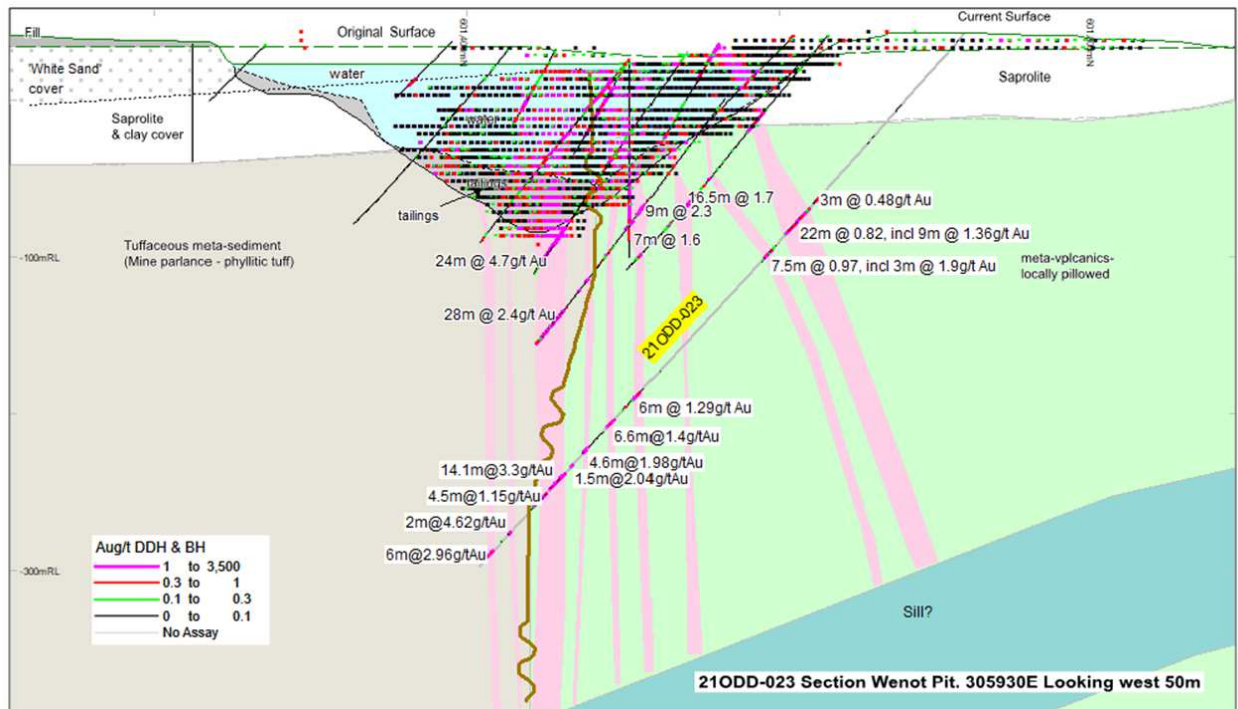 Fill
Original Surface
Current Surface
'White Sand'
cover
water
Saprolite
Saprolite
& clay cover
water
tailings
tailings
16.5m @ 1.7
3m @ 0.48g/t Au
9m @ 2.3
22m @ 0.82, incl 9m @ 1.36g/t Au
7m @ 1.6
Tuffaceous meta-sediment
(Mine parlance - phyllitic tuff)
-100mRL
24m @ 4.7g/t Au
7.5m @ 0.97, incl 3m @ 1.9g/t Au
meta-vplcanics-
locally pillowed
28m @ 2.4g/t Au
21ODD-023
6m @ 1.29g/t Au
6.6m@1.4g/tAu
4.6m@1.98g/tAu
14.1m@3.3g/tAu
1.5m@2.04g/tAu
4.5m@1.15g/tAu
2m@4.62g/tAu
6m@2.96g/tAu
Aug/t DDH & BH
1 to 3,500
0.3 to 1
0.1 to 0.3
0 to 0.1
No Assay
-300mRL
Sill?
21ODD-023 Section Wenot Pit. 305930E Looking west 50m